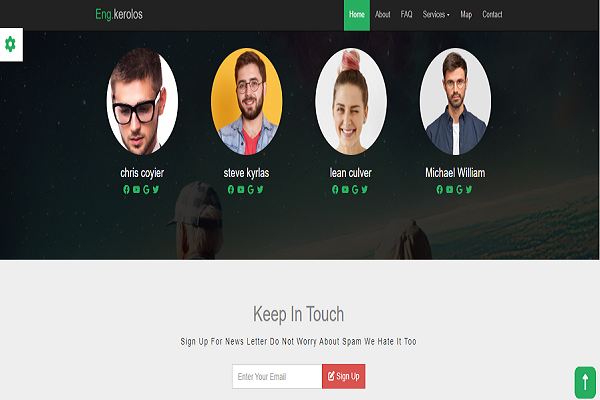 Eng.kerolos
Home About FAQ Services Map Contact
chris coyier steve kyrlas lean culver Michael William
Keep In Touch
Sign Up For News Letter Do Not Worry About Spam We Hate It Too
Enter Your Email Sign Up